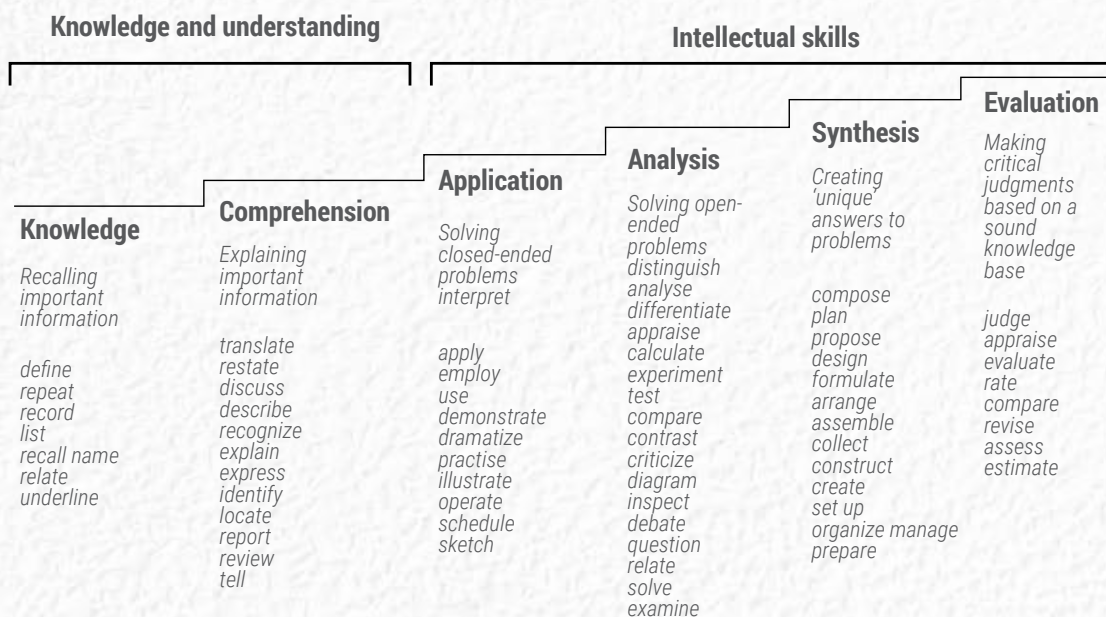 Knowledge and understanding
Intellectual skills
Knowledge
Recalling
important
information
define
repeat
record
list
recall name
relate
underline
Comprehension
Explaining
important
information
translate
restate
discuss
describe
recognize
explain
express
identify
locate
report
review
tell
Application
Solving
closed-ended
problems
interpret
apply
employ
use
demonstrate
dramatize
practise
illustrate
operate
schedule
sketch
Analysis
Solving open-
ended
problems
distinguish
analyse
differentiate
appraise
calculate
experiment
test
compare
contrast
criticize
diagram
inspect
debate
question
relate
solve
examine
Synthesis
Creating
'unique'
answers to
problems
compose
plan
propose
design
formulate
arrange
assemble
collect
construct
create
set up
organize manage
prepare
Evaluation
Making
critical
judgments
based on a
sound
knowledge
base
judge
appraise
evaluate
rate
compare
revise
assess
estimate